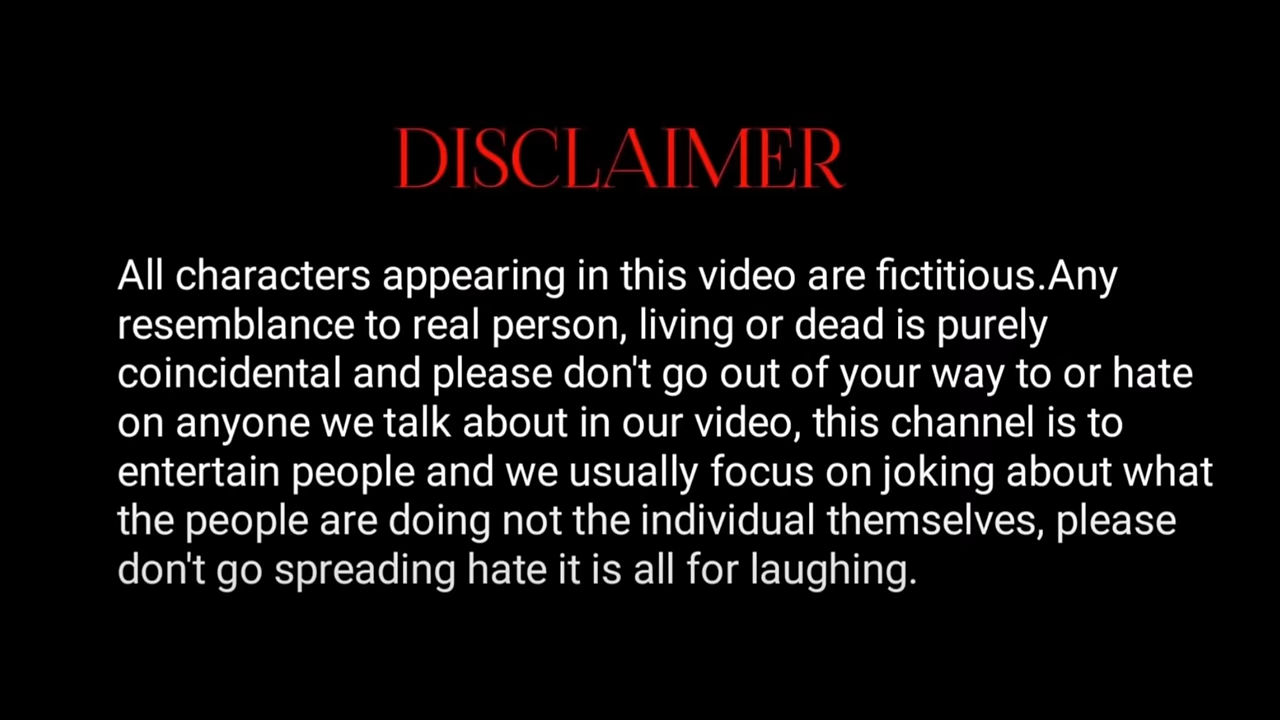 DISCLAIMER
All characters appearing in this video are fictitious.Any
resemblance to real person, living or dead is purely
coincidental and please don't go out of your way to or hate
on anyone we talk about in our video, this channel is to
entertain people and we usually focus on joking about what
the people are doing not the individual themselves, please
don't go spreading hate it is all for laughing.